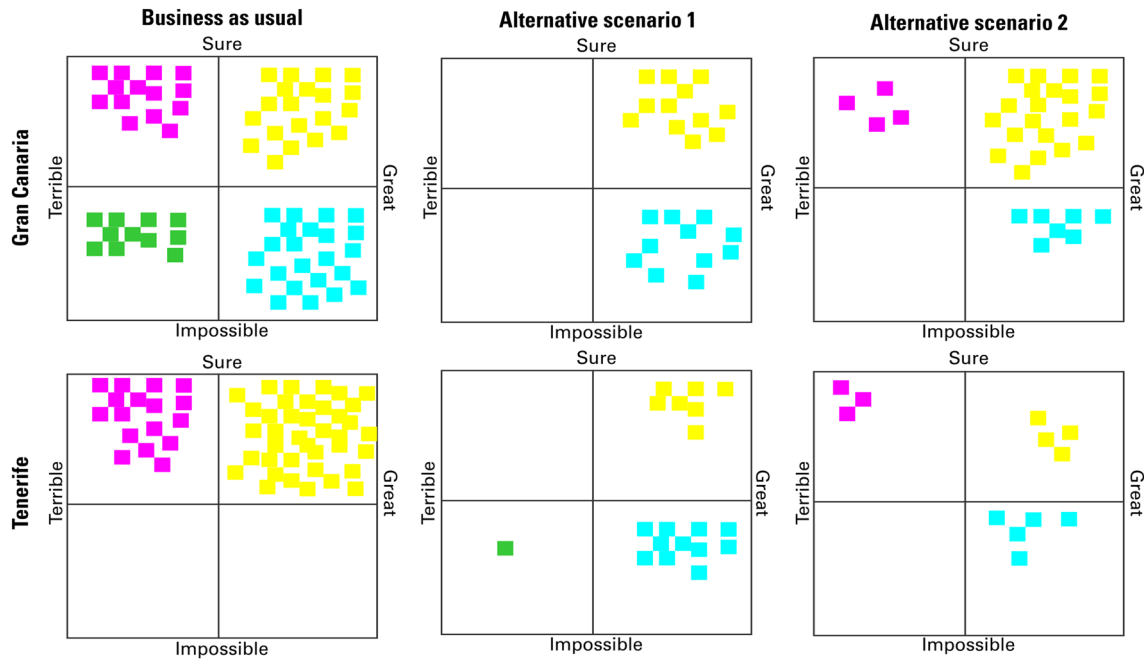 Business as usual
Alternative scenario 1
Alternative scenario 2
Gran Canaria
Sure
Terrible
Great
Impossible
Sure
Terrible
Great
Impossible
Sure
Terrible
Great
Impossible
Tenerife
Sure
Terrible
Great
Impossible
Sure
Terrible
Great
Impossible
Sure
Terrible
Great
Impossible